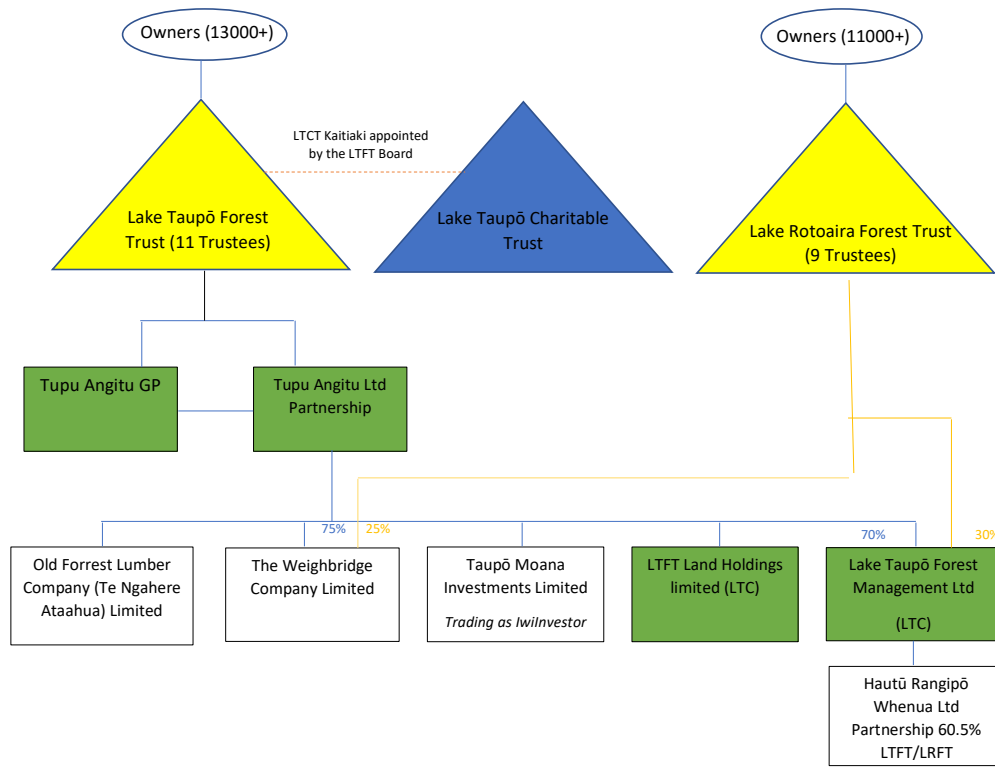 Owners (13000+)
Owners (11000+)
LTCT Kaitiaki appointed
by the LTFT Board
Lake Taupō Forest
Trust (11 Trustees)
Lake Taupō Charitable
Trust
Lake Rotoaira Forest Trust
(9 Trustees)
Tupu Angitu GP
Tupu Angitu Ltd
Partnership
75%
25%
70%
30%
Old Forrest Lumber
Company (Te Ngahere
Ataahua) Limited
The Weighbridge
Company Limited
Taupō Moana
Investments Limited
Trading as IwiInvestor
LTFT Land Holdings
limited (LTC)
Lake Taupō Forest
Management Ltd
(LTC)
Hautū Rangipō
Whenua Ltd
Partnership 60.5%
LTFT/LRFT